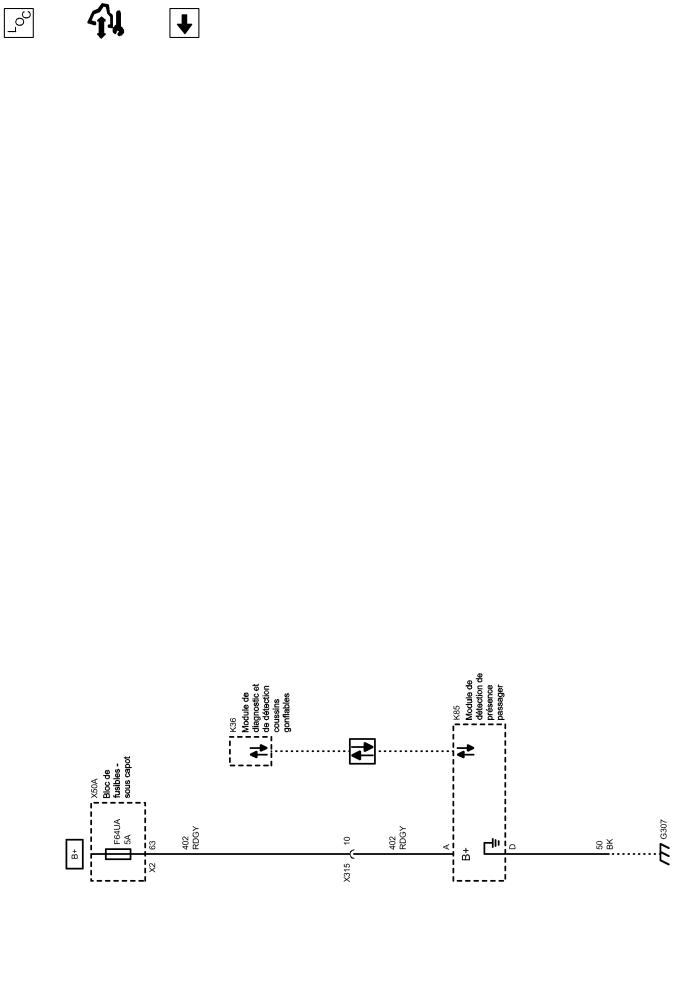 LOC
B+
X50A
Bloc de
fusibles -
sous capot
F64UA
5A
X2
63
402
RDGY
K36
Module de
diagnostic et
de détection
coussins
gonflables
X315
10
402
RDGY
K85
Module de
détection de
présence
passager
A
B+
D
50
BK
G307